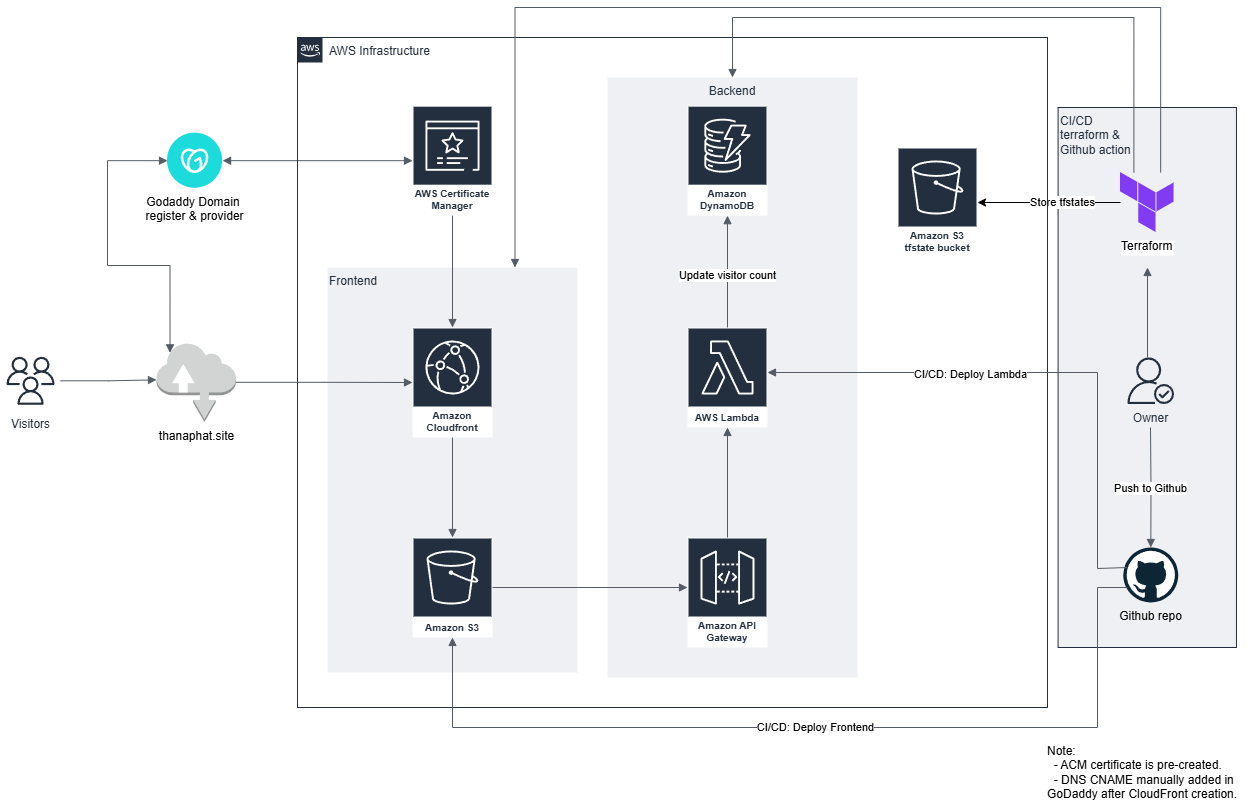 aws
AWS Infrastructure
Backend
CI/CD
terraform &
Github action
Amazon
DynamoDB
AWS Certificate
Manager
Godaddy Domain
register & provider
Amazon S3
tfstate bucket
Store tfstates
Terraform
Frontend
Update visitor count
Visitors
thanaphat.site
Amazon
Cloudfront
AWS Lambda
CI/CD: Deploy Lambda
Owner
Push to Github
Amazon S3
</>
Amazon API
Gateway
Github repo
CI/CD: Deploy Frontend
Note:
- ACM certificate is pre-created.
- DNS CNAME manually added in
GoDaddy after CloudFront creation.